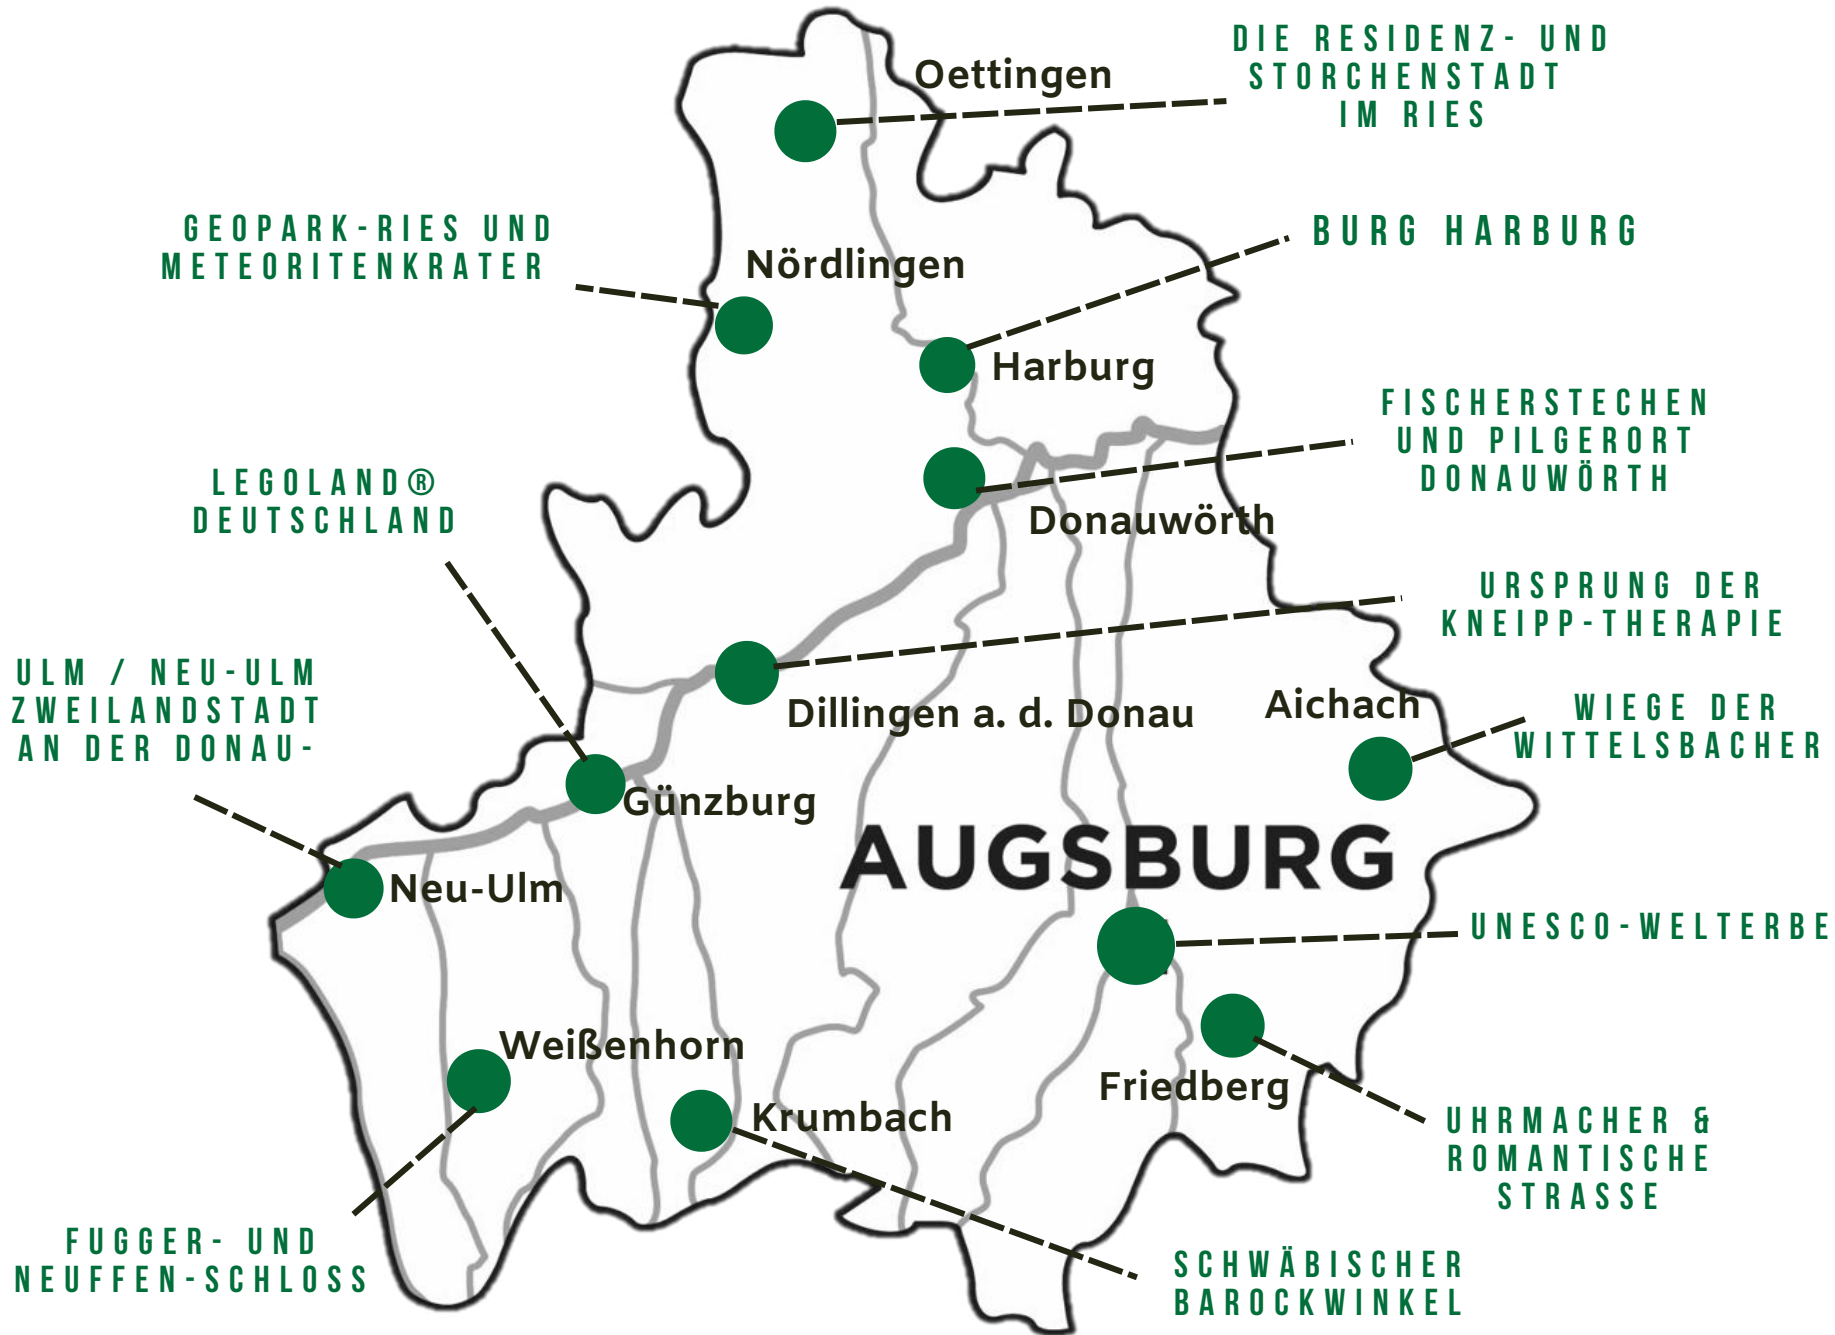 DIE RESIDENZ- UND
STORCHENSTADT
IM RIES
Oettingen
GEOPARK-RIES UND
METEORITENKRATER
BURG HARBURG
Nördlingen
Harburg
FISCHERSTECHEN
UND PILGERORT
DONAUWÖRTH
LEGOLAND®
DEUTSCHLAND
Donauwörth
URSPRUNG DER
KNEIPP-THERAPIE
ULM / NEU-ULM
ZWEILANDSTADT
AN DER DONAU-
Dillingen a. d. Donau
Aichach
WIEGE DER
WITTELSBACHER
Günzburg
AUGSBURG
Neu-Ulm
UNESCO-WELTERBE
Weißenhorn
Friedberg
Krumbach
UHRMACHER &
ROMANTISCHE
STRASSE
FUGGER- UND
NEUFFEN-SCHLOSS
SCHWÄBISCHER
BAROCKWINKEL